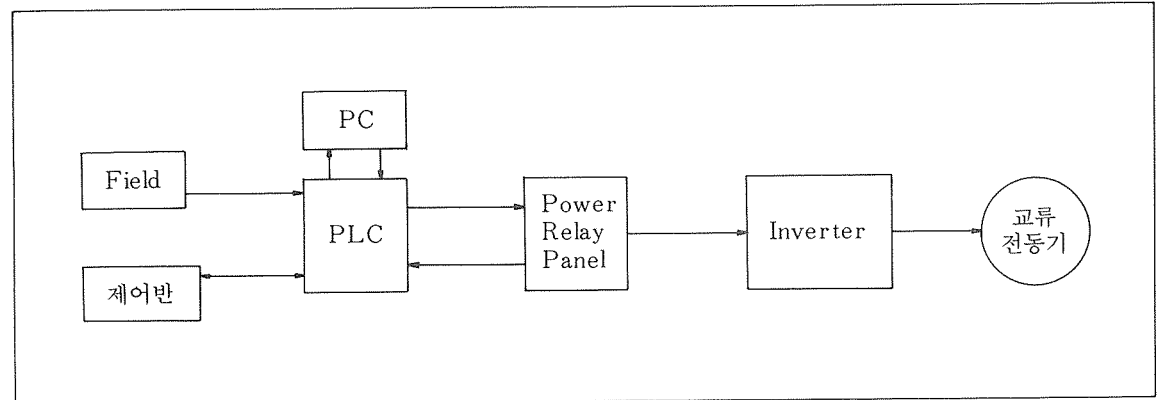 PC
Field
PLC
제어반
Power
Relay
Panel
Inverter
교류
전동기